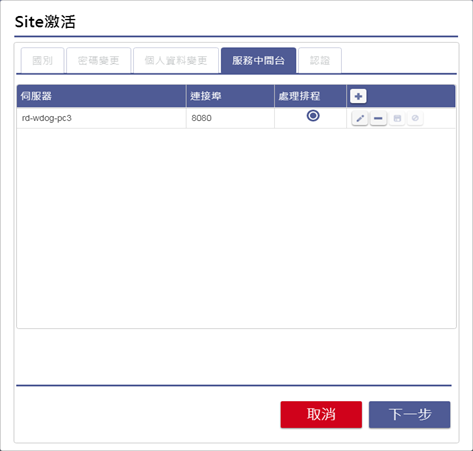 Site激活
國別 密碼變更 個人資料變更 服務中間台 認證
伺服器 連接埠 處理排程
rd-wdog-pc3 8080
取消 下一步